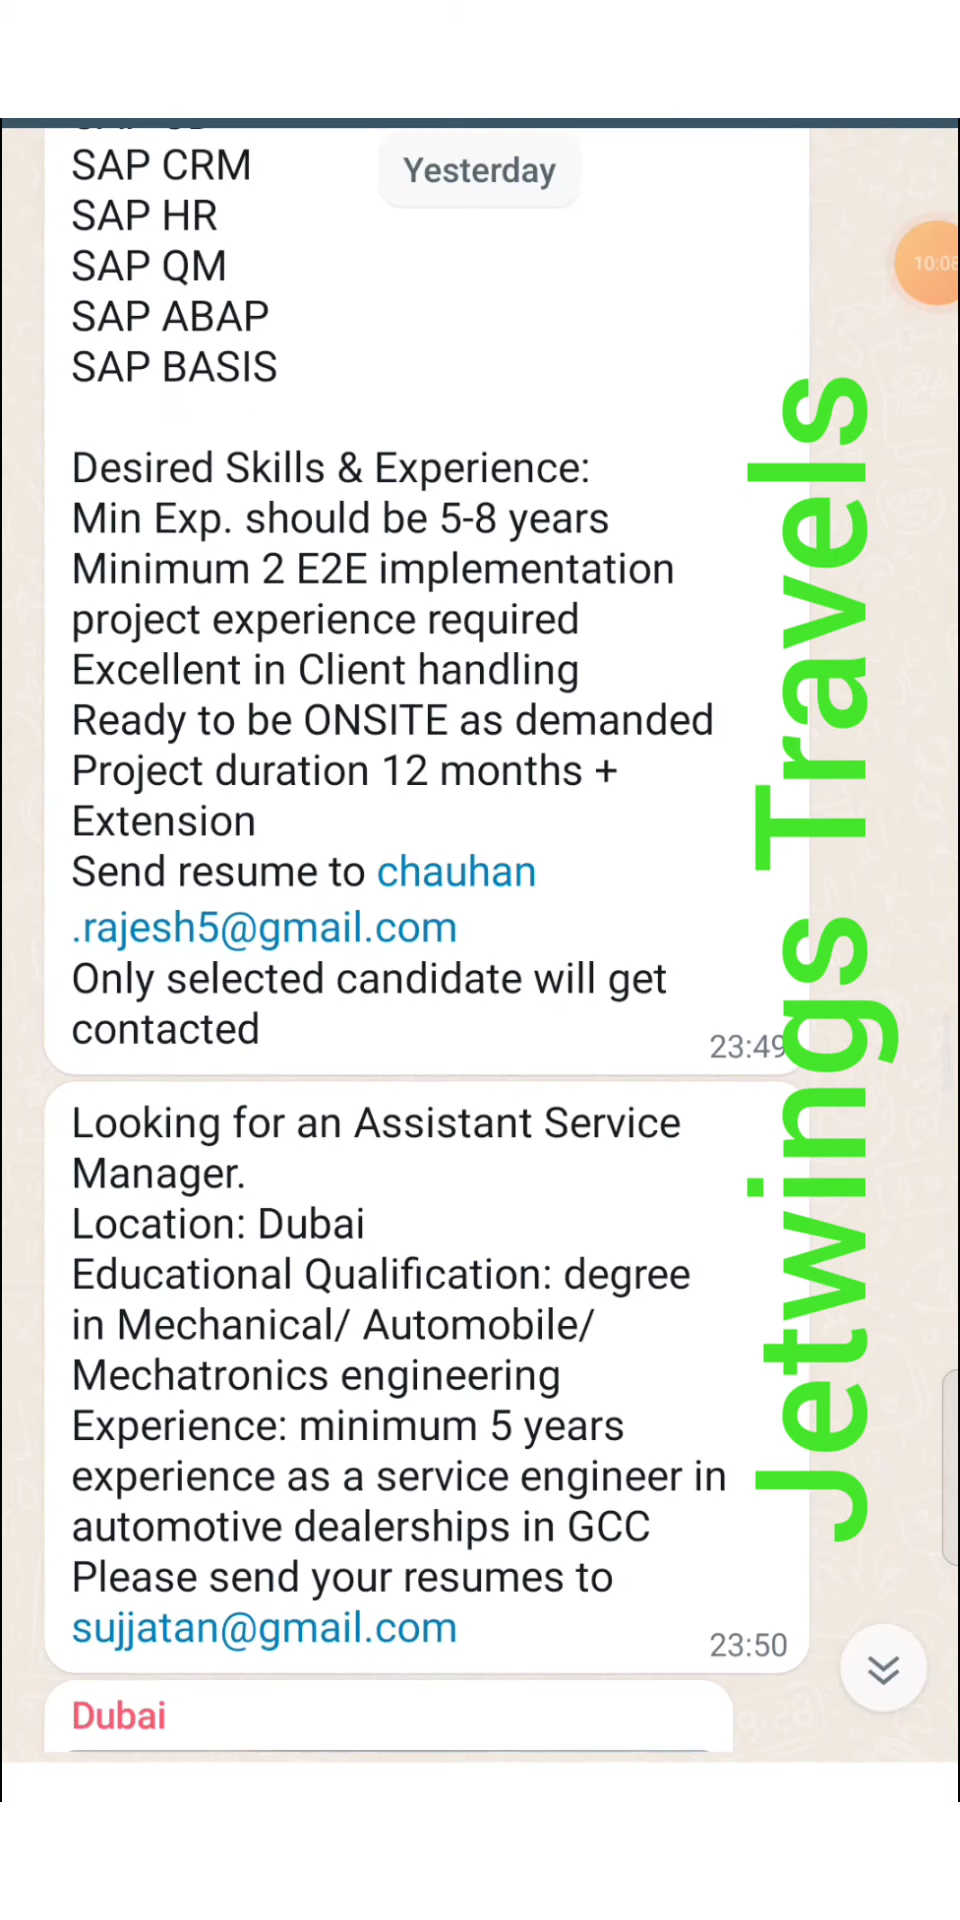 SAP CRM
Yesterday
SAP HR
SAP QM
10:08
SAP ABAP
SAP BASIS
Desired Skills & Experience:
Min Exp. should be 5-8 years
Minimum 2 E2E implementation
project experience required
Excellent in Client handling
Ready to be ONSITE as demanded
Project duration 12 months +
Extension
Send resume to chauhan
.rajesh5@gmail.com
Only selected candidate will get
contacted
23:49
Looking for an Assistant Service
Manager.
Location: Dubai
Educational Qualification: degree
in Mechanical/ Automobile/
Mechatronics engineering
Experience: minimum 5 years
experience as a service engineer in
automotive dealerships in GCC
Please send your resumes to
sujjatan@gmail.com
23:50
Dubai
Jetwings Travels